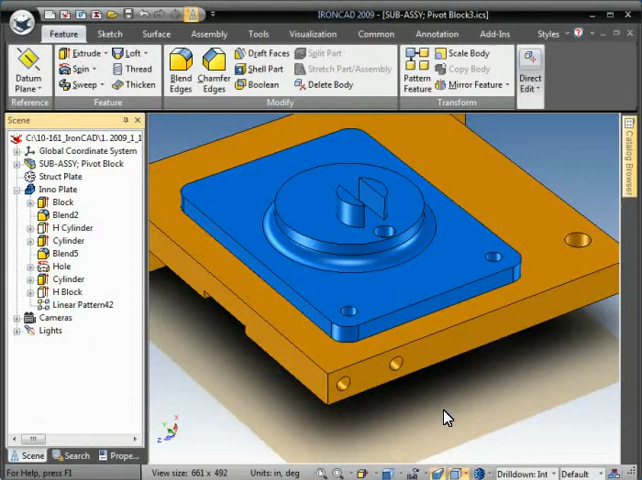 IRONCAD 2009 - [SUB-ASSY; Pivot Block3.ics]
Feature Sketch Surface Assembly Tools Visualization Common Annotation Add-Ins Styles
Datum Plane
Extrude Loft
Spin Thread
Sweep Thicken
Blend Edges
Chamfer Edges
Draft Faces Split Part
Shell Part Stretch Part/Assembly
Boolean Delete Body
Pattern Feature
Scale Body
Copy Body
Mirror Feature
Direct Edit
Reference Feature Modify Transform
Scene
C:\10-161_IronCAD\1. 2009_1_I
Global Coordinate System
SUB-ASSY; Pivot Block
Struct Plate
Inno Plate
Block
Blend2
H Cylinder
Cylinder
Blend5
Hole
Cylinder
H Block
Linear Pattern42
Cameras
Lights
Catalog Browser
X
Y
Z
Scene Search Prope...
For Help, press F1 View size: 661 x 492 Units: in, deg Drilldown: Int Default